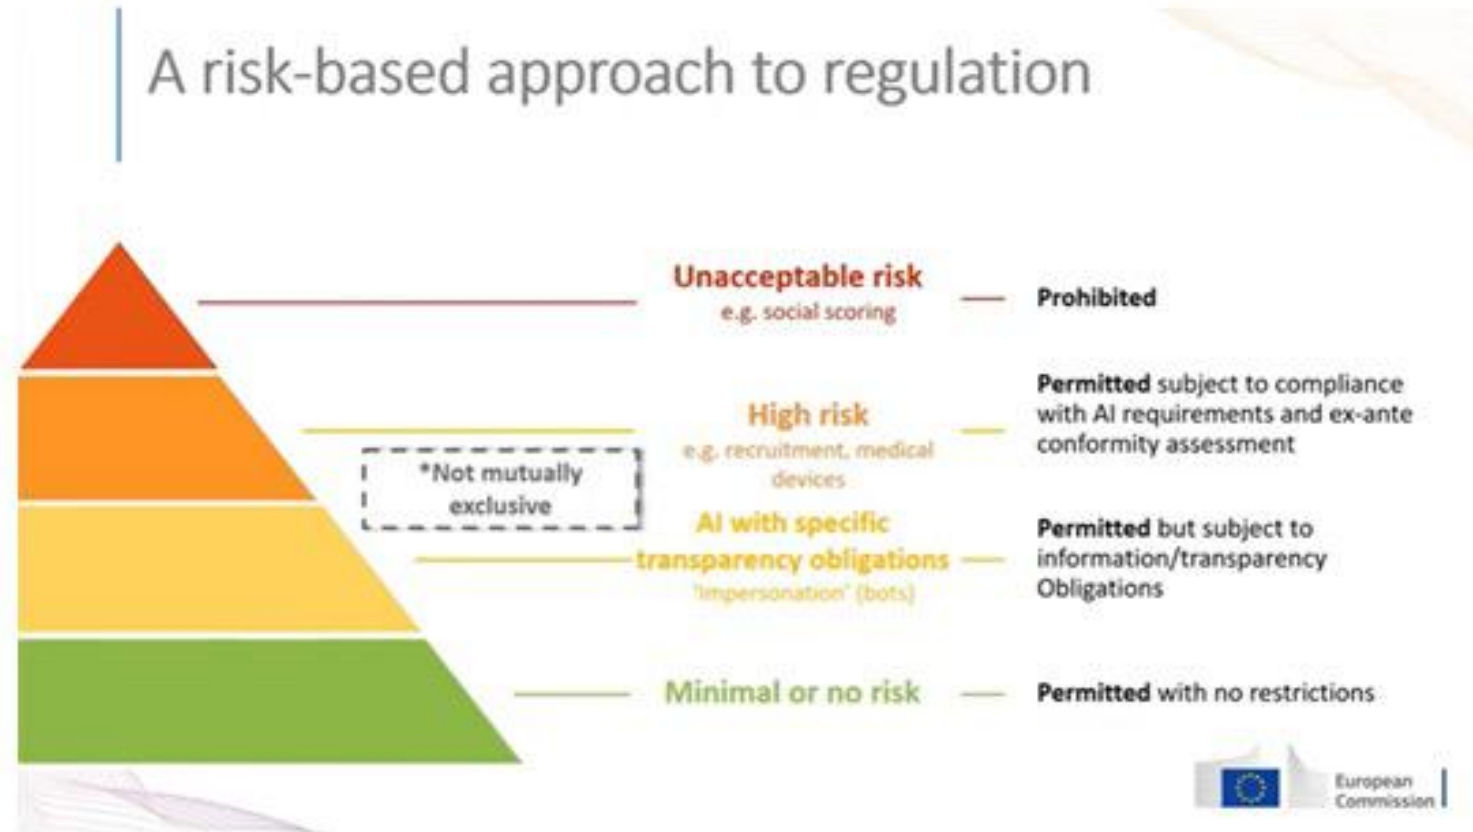 A risk-based approach to regulation
Unacceptable risk
e.g. social scoring
Prohibited
High risk
e.g. recruitment, medical
devices
Permitted subject to compliance
with AI requirements and ex-ante
conformity assessment
*Not mutually
exclusive
AI with specific
transparency obligations
'Impersonation' (bots)
Permitted but subject to
information/transparency
Obligations
Minimal or no risk
Permitted with no restrictions
European
Commission